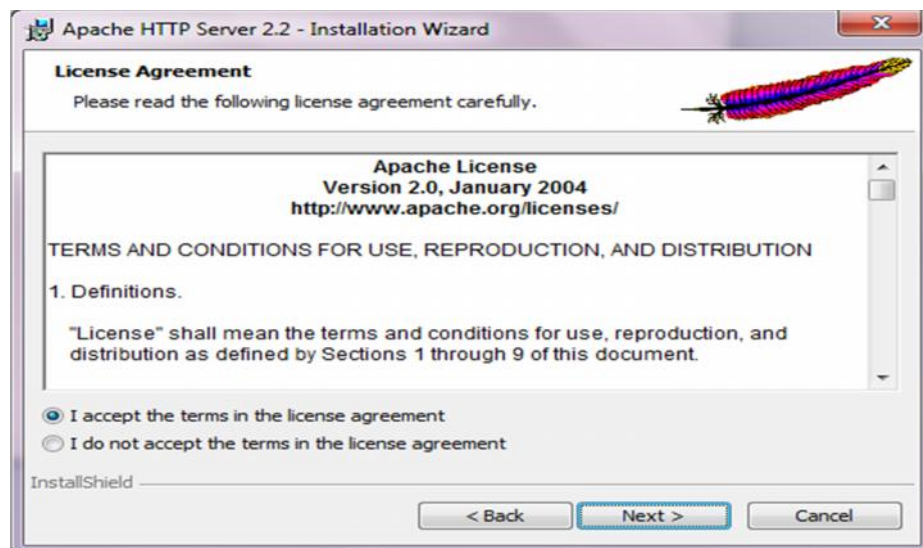 Apache HTTP Server 2.2 - Installation Wizard
License Agreement
Please read the following license agreement carefully.
Apache License
Version 2.0, January 2004
http://www.apache.org/licenses/
TERMS AND CONDITIONS FOR USE, REPRODUCTION, AND DISTRIBUTION
1. Definitions.
"License" shall mean the terms and conditions for use, reproduction, and
distribution as defined by Sections 1 through 9 of this document.
I accept the terms in the license agreement
I do not accept the terms in the license agreement
InstallShield
< Back Next > Cancel